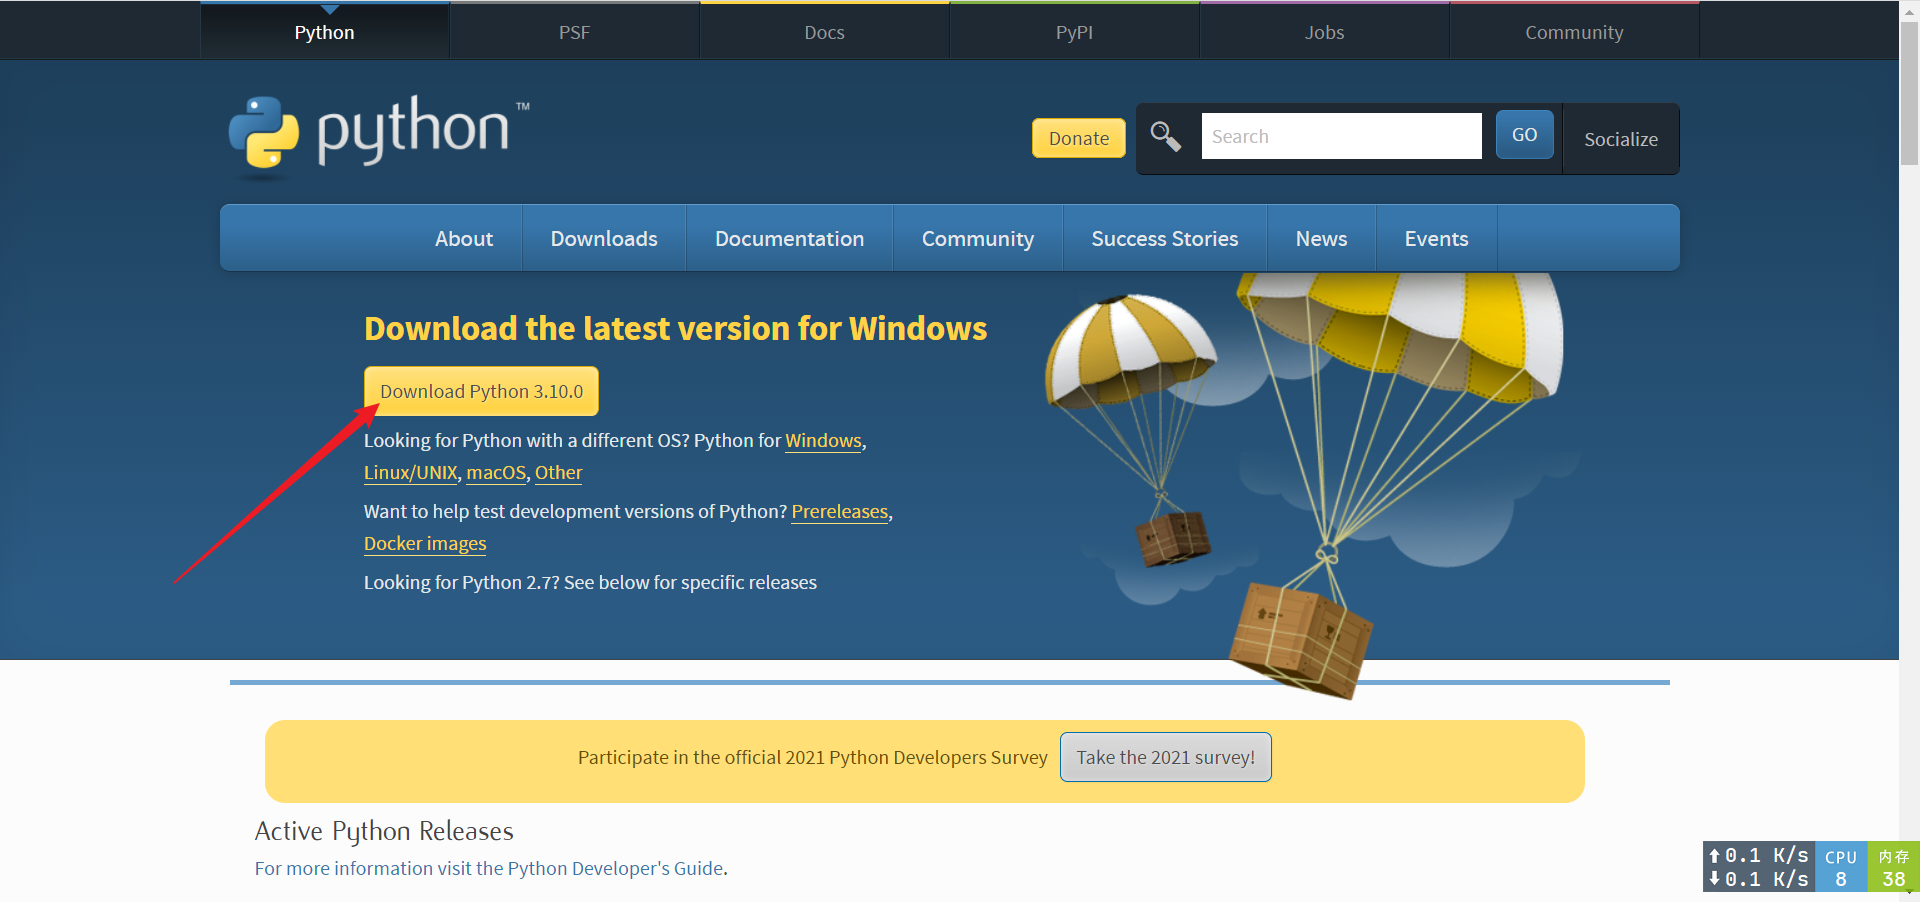 Python
PSF
Docs
PyPI
Jobs
Community
python™
Donate
Search
GO
Socialize
About
Downloads
Documentation
Community
Success Stories
News
Events
Download the latest version for Windows
Download Python 3.10.0
Looking for Python with a different OS? Python for Windows,
Linux/UNIX, macOS, Other
Want to help test development versions of Python? Prereleases,
Docker images
Looking for Python 2.7? See below for specific releases
Participate in the official 2021 Python Developers Survey
Take the 2021 survey!
Active Python Releases
For more information visit the Python Developer's Guide.
0.1 K/s
0.1 K/s
CPU
8
内存
38